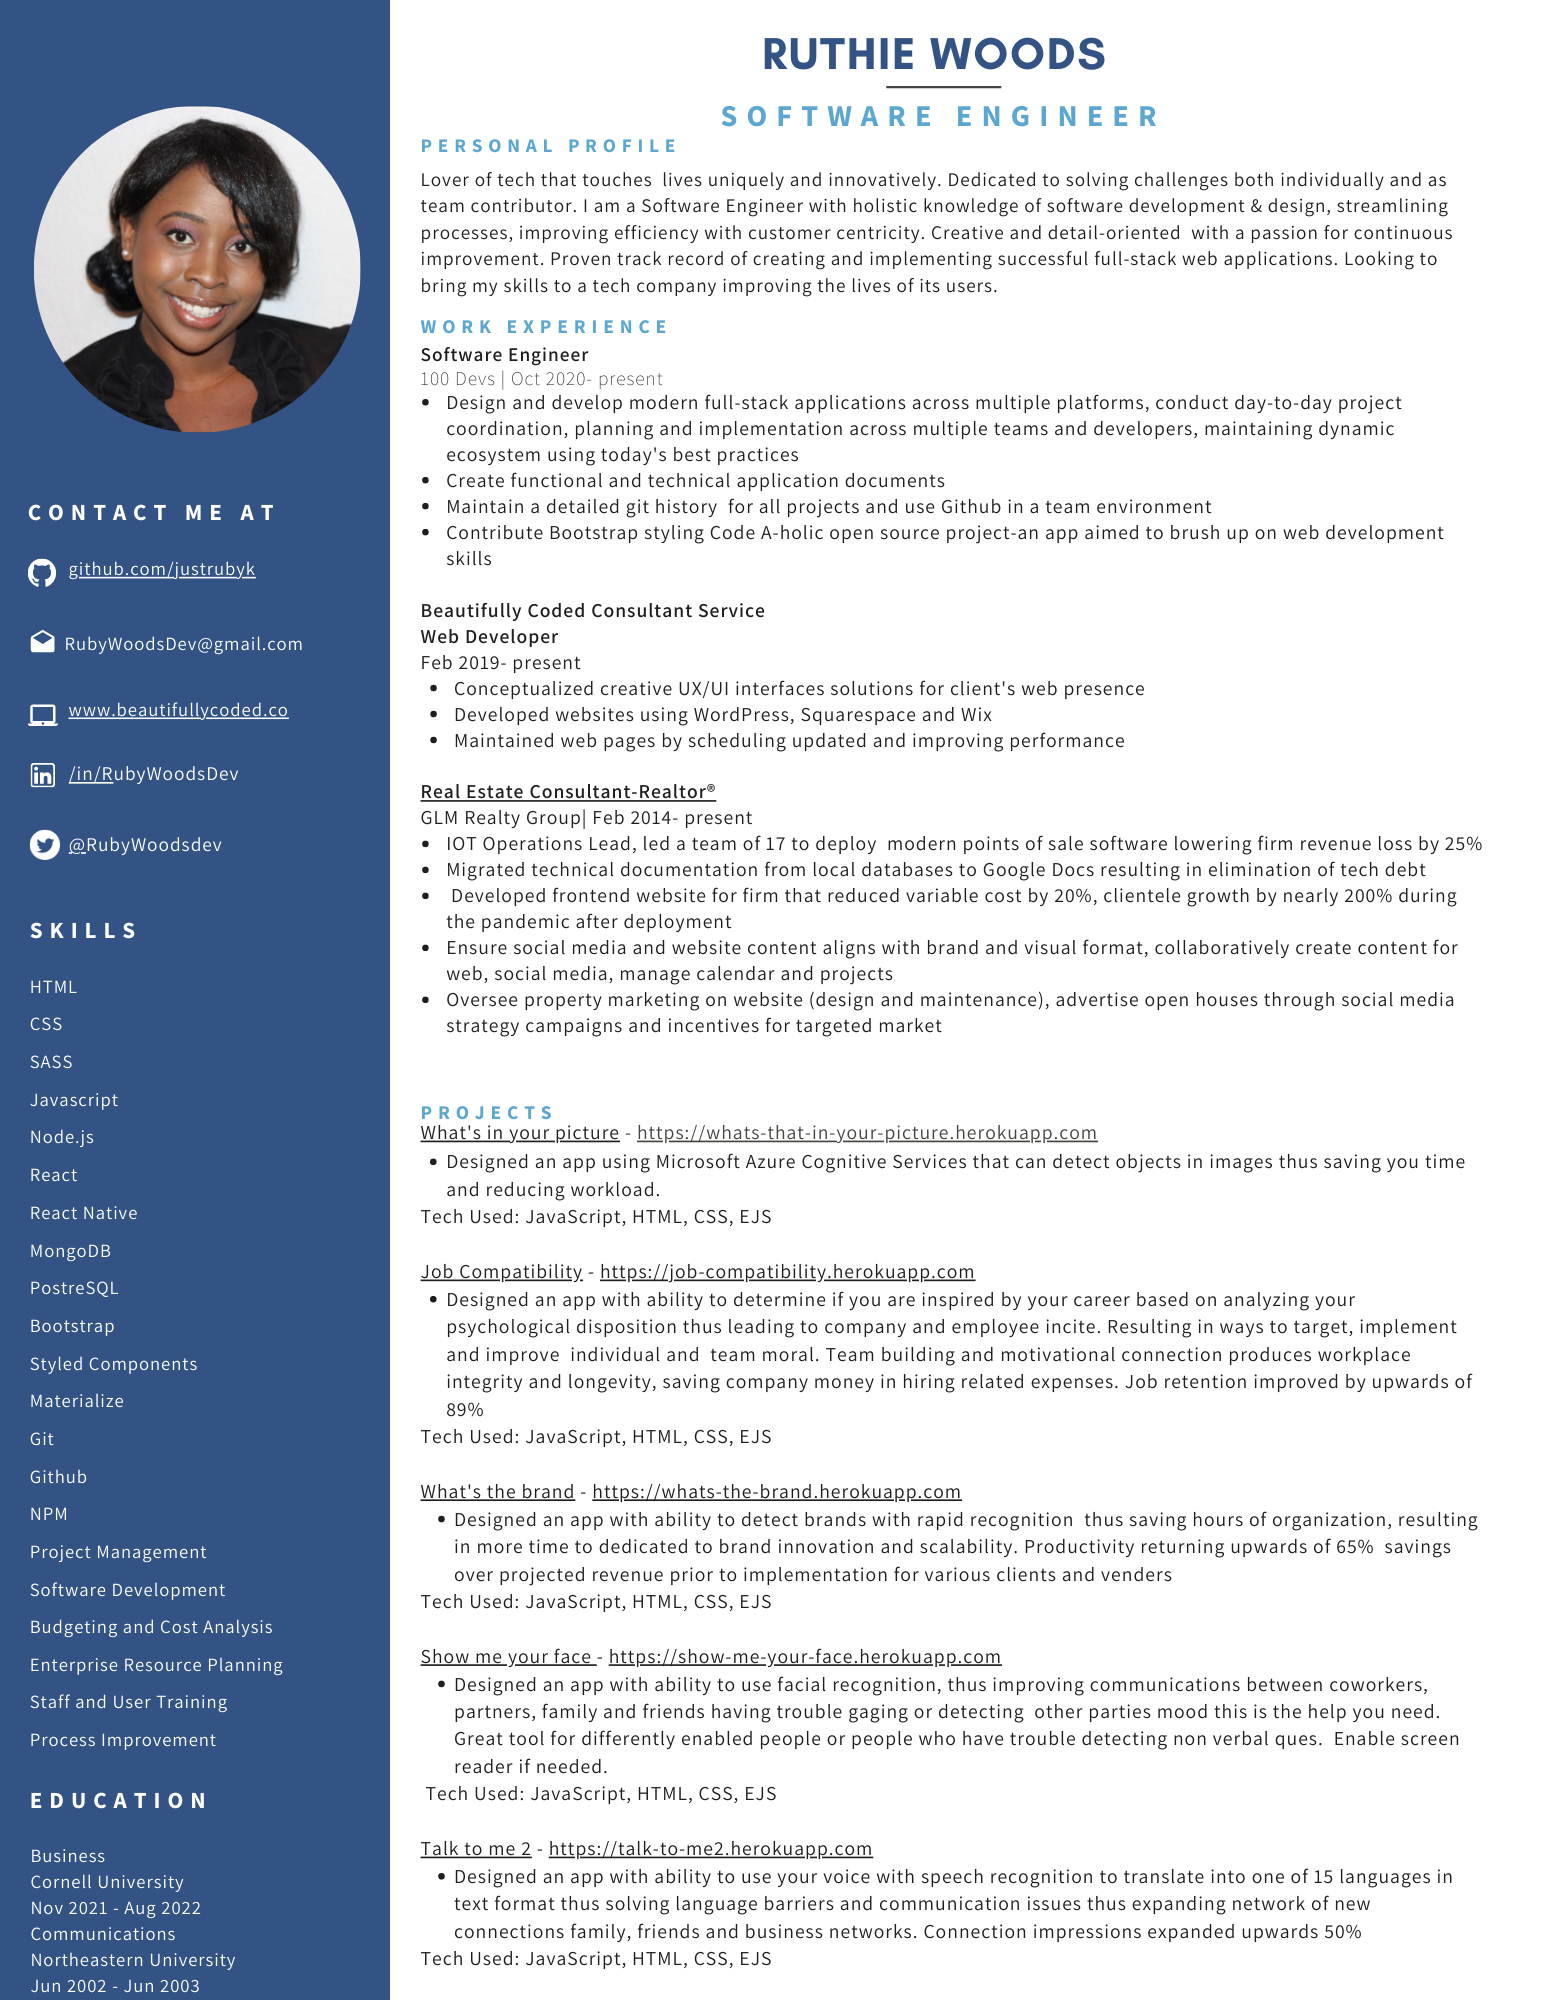 RUTHIE WOODS
SOFTWARE ENGINEER
PERSONAL PROFILE
Lover of tech that touches lives uniquely and innovatively. Dedicated to solving challenges both individually and as
team contributor. I am a Software Engineer with holistic knowledge of software development & design, streamlining
processes, improving efficiency with customer centricity. Creative and detail-oriented with a passion for continuous
improvement. Proven track record of creating and implementing successful full-stack web applications. Looking to
bring my skills to a tech company improving the lives of its users.
WORK EXPERIENCE
Software Engineer
100 Devs | Oct 2020- present
• Design and develop modern full-stack applications across multiple platforms, conduct day-to-day project
coordination, planning and implementation across multiple teams and developers, maintaining dynamic
ecosystem using today's best practices
• Create functional and technical application documents
• Maintain a detailed git history for all projects and use Github in a team environment
• Contribute Bootstrap styling Code A-holic open source project-an app aimed to brush up on web development
skills
Beautifully Coded Consultant Service
Web Developer
Feb 2019- present
• Conceptualized creative UX/UI interfaces solutions for client's web presence
• Developed websites using WordPress, Squarespace and Wix
• Maintained web pages by scheduling updated and improving performance
Real Estate Consultant-Realtor®
GLM Realty Group| Feb 2014- present
• IOT Operations Lead, led a team of 17 to deploy modern points of sale software lowering firm revenue loss by 25%
• Migrated technical documentation from local databases to Google Docs resulting in elimination of tech debt
• Developed frontend website for firm that reduced variable cost by 20%, clientele growth by nearly 200% during
the pandemic after deployment
• Ensure social media and website content aligns with brand and visual format, collaboratively create content for
web, social media, manage calendar and projects
• Oversee property marketing on website (design and maintenance), advertise open houses through social media
strategy campaigns and incentives for targeted market
PROJECTS
What's in your picture - https://whats-that-in-your-picture.herokuapp.com
• Designed an app using Microsoft Azure Cognitive Services that can detect objects in images thus saving you time
and reducing workload.
Tech Used: JavaScript, HTML, CSS, EJS
Job Compatibility - https://job-compatibility.herokuapp.com
• Designed an app with ability to determine if you are inspired by your career based on analyzing your
psychological disposition thus leading to company and employee incite. Resulting in ways to target, implement
and improve individual and team moral. Team building and motivational connection produces workplace
integrity and longevity, saving company money in hiring related expenses. Job retention improved by upwards of
89%
Tech Used: JavaScript, HTML, CSS, EJS
What's the brand - https://whats-the-brand.herokuapp.com
• Designed an app with ability to detect brands with rapid recognition thus saving hours of organization, resulting
in more time to dedicated to brand innovation and scalability. Productivity returning upwards of 65% savings
over projected revenue prior to implementation for various clients and venders
Tech Used: JavaScript, HTML, CSS, EJS
Show me your face - https://show-me-your-face.herokuapp.com
• Designed an app with ability to use facial recognition, thus improving communications between coworkers,
partners, family and friends having trouble gaging or detecting other parties mood this is the help you need.
Great tool for differently enabled people or people who have trouble detecting non verbal ques. Enable screen
reader if needed.
Tech Used: JavaScript, HTML, CSS, EJS
Talk to me 2 - https://talk-to-me2.herokuapp.com
• Designed an app with ability to use your voice with speech recognition to translate into one of 15 languages in
text format thus solving language barriers and communication issues thus expanding network of new
connections family, friends and business networks. Connection impressions expanded upwards 50%
Tech Used: JavaScript, HTML, CSS, EJS
CONTACT ME AT
github.com/justrubyk
RubyWoodsDev@gmail.com
www.beautifullycoded.co
in /in/RubyWoodsDev
@RubyWoodsdev
SKILLS
HTML
CSS
SASS
Javascript
Node.js
React
React Native
MongoDB
PostreSQL
Bootstrap
Styled Components
Materialize
Git
Github
NPM
Project Management
Software Development
Budgeting and Cost Analysis
Enterprise Resource Planning
Staff and User Training
Process Improvement
EDUCATION
Business
Cornell University
Nov 2021 - Aug 2022
Communications
Northeastern University
Jun 2002 - Jun 2003